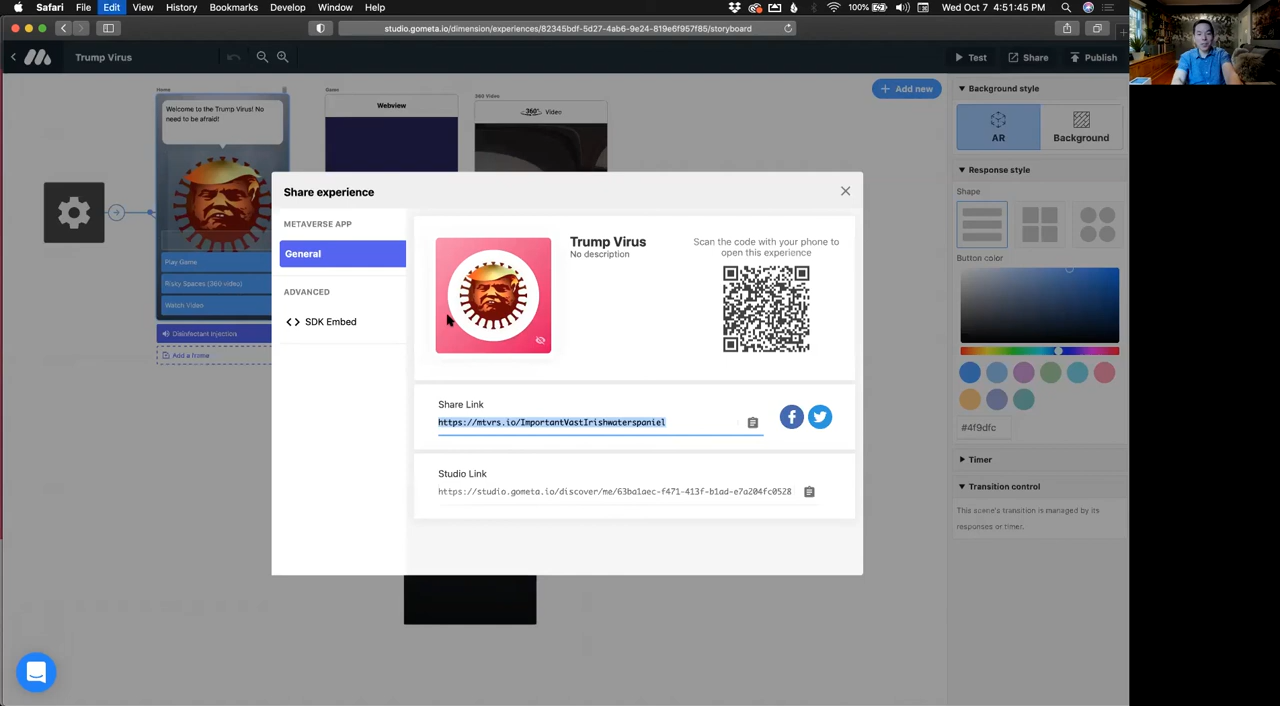 Safari File Edit View History Bookmarks Develop Window Help
100% Wed Oct 7 4:51:45 PM
studio.gometa.io/dimension/experiences/82345bdf-5d27-4ab6-9e24-819e6f957f85/storyboard
Trump Virus
Test Share Publish
Home
Welcome to the Trump Virus! No
need to be afraid!
Play Game
Risky Spaces (360 video)
Watch Video
Disinfectant Injection
Add a frame
Game
Webview
360 Video
360° Video
+ Add new
Share experience
METAVERSE APP
General
ADVANCED
SDK Embed
Trump Virus
No description
Scan the code with your phone to
open this experience
Share Link
https://mtvrs.io/ImportantVastIrishwaterspaniel
Studio Link
https://studio.gometa.io/discover/me/63ba1aec-f471-413f-b1ad-e7a204fc0528
Background style
AR
Background
Response style
Shape
Button color
#4f9dfc
Timer
Transition control
This scene's transition is managed by its
responses or timer.